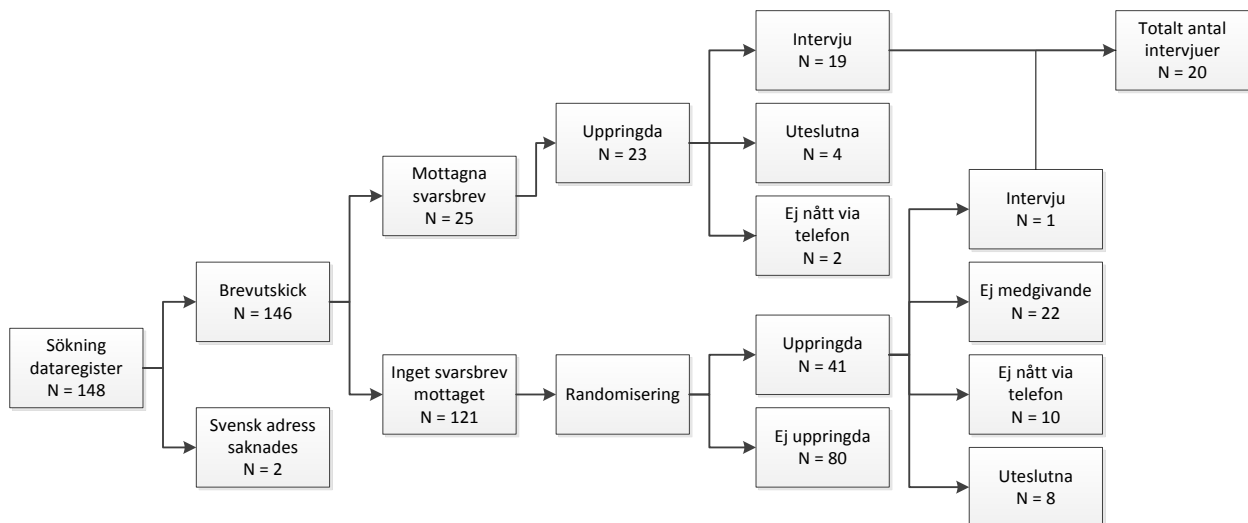 Sökning
dataregister
N = 148
Brevutskick
N = 146
Svensk adress
saknades
N = 2
Mottagna
svarsbrev
N = 25
Inget svarsbrev
mottaget
N = 121
Uppringda
N = 23
Randomisering
Intervju
N = 19
Uteslutna
N = 4
Ej nått via
telefon
N = 2
Uppringda
N = 41
Ej uppringda
N = 80
Intervju
N = 1
Ej medgivande
N = 22
Ej nått via
telefon
N = 10
Uteslutna
N = 8
Totalt antal
intervjuer
N = 20